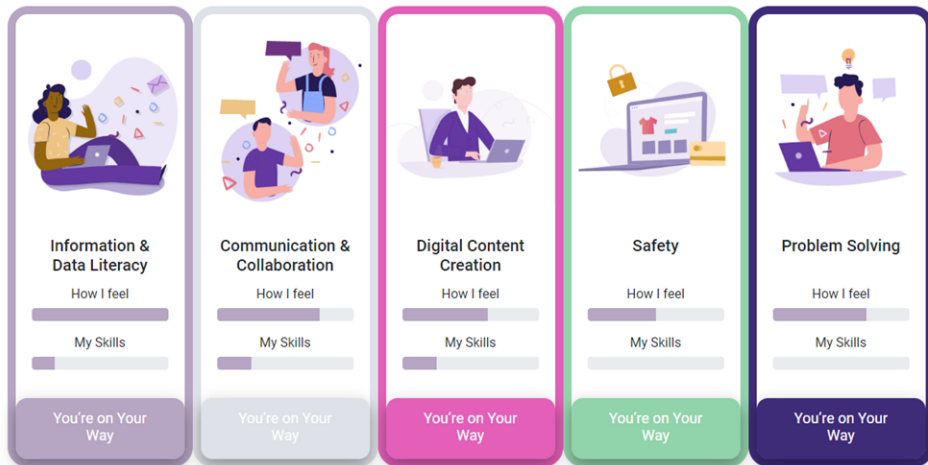 Information &
Data Literacy
How I feel
My Skills
You're on Your
Way
Communication &
Collaboration
How I feel
My Skills
You're on Your
Way
Digital Content
Creation
How I feel
My Skills
You're on Your
Way
Safety
How I feel
My Skills
You're on Your
Way
Problem Solving
How I feel
My Skills
You're on Your
Way